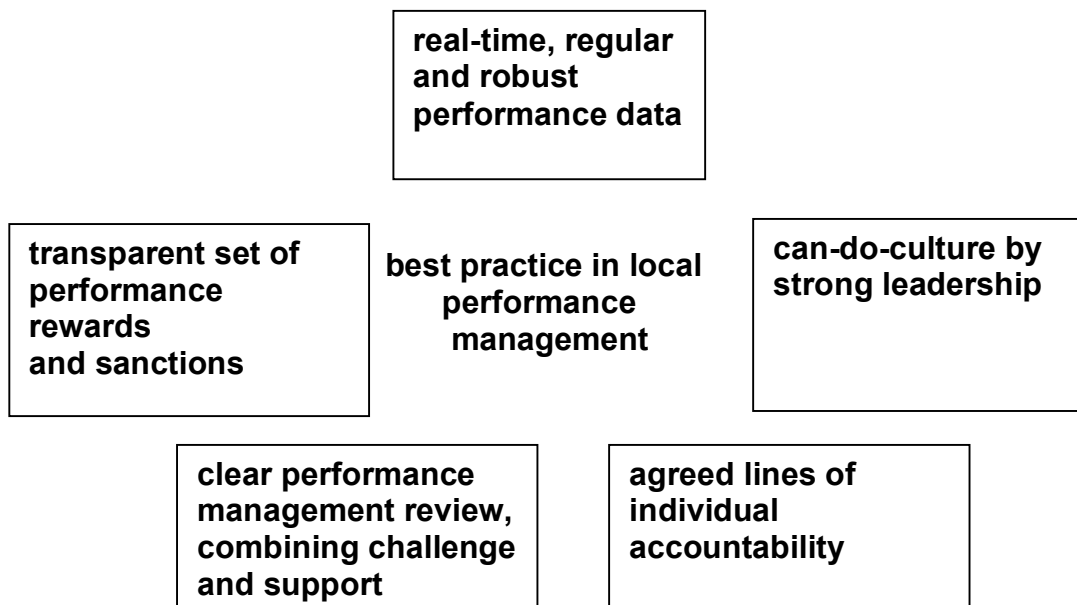 real-time, regular
and robust
performance data
transparent set of
performance
rewards
and sanctions
best practice in local
performance
management
can-do-culture by
strong leadership
clear performance
management review,
combining challenge
and support
agreed lines of
individual
accountability